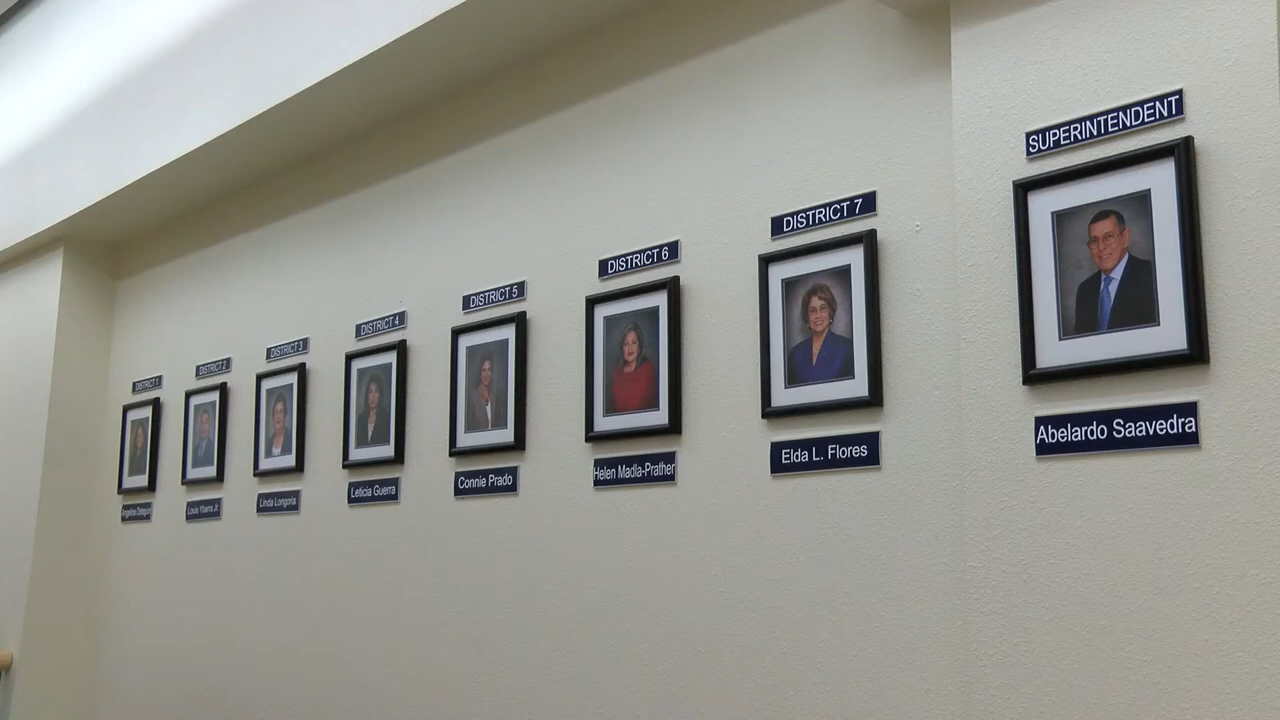 DISTRICT 1
DISTRICT 2
DISTRICT 3
DISTRICT 4
DISTRICT 5
DISTRICT 6
DISTRICT 7
SUPERINTENDENT
Louis Ybarra Jr.
Linda Longoria
Leticia Guerra
Connie Prado
Helen Madla-Prather
Elda L. Flores
Abelardo Saavedra